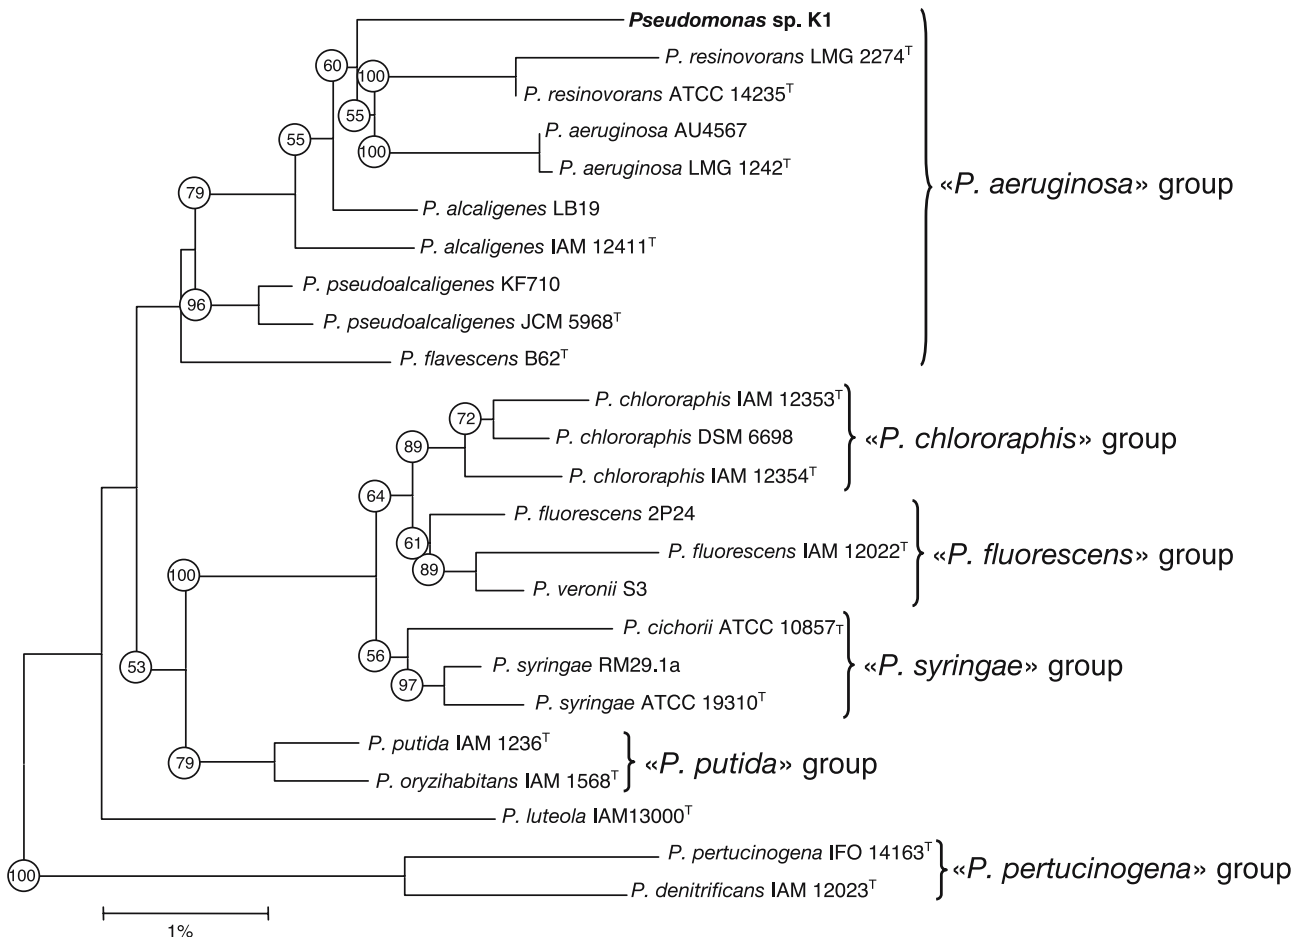 Pseudomonas sp. K1
60
P. resinovorans LMG 2274T
100
P. resinovorans ATCC 14235T
55
P. aeruginosa AU4567
55
100
P. aeruginosa LMG 1242T
79
«P. aeruginosa» group
P. alcaligenes LB19
P. alcaligenes IAM 12411T
P. pseudoalcaligenes KF710
96
P. pseudoalcaligenes JCM 5968T
P. flavescens B62T
P. chlororaphis IAM 12353T
72
P. chlororaphis DSM 6698
«P. chlororaphis» group
89
P. chlororaphis IAM 12354T
64
P. fluorescens 2P24
61
P. fluorescens IAM 12022T
«P. fluorescens» group
89
100
P. veronii S3
P. cichorii ATCC 10857T
56
53
P. syringae RM29.1a
«P. syringae» group
97
P. syringae ATCC 19310T
P. putida IAM 1236T
79
«P. putida» group
P. oryzihabitans IAM 1568T
P. luteola IAM13000T
P. pertucinogena IFO 14163T
100
«P. pertucinogena» group
P. denitrificans IAM 12023T
1%